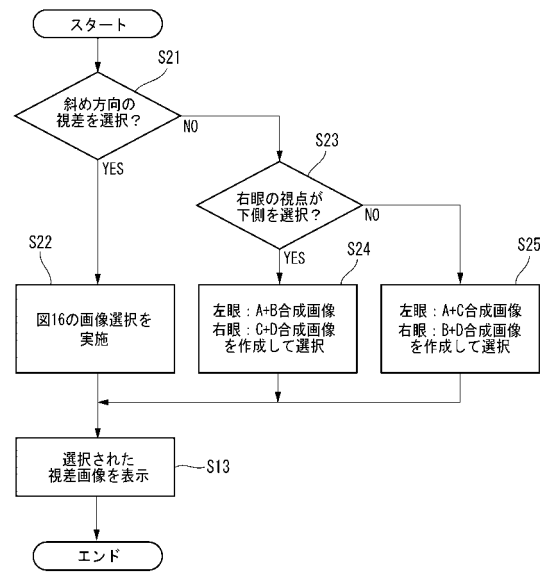 スタート
S21
斜め方向の
視差を選択？
NO
YES
S23
右眼の視点が
下側を選択？
NO
YES
S22
図16の画像選択を
実施
S24
左眼：A+B合成画像
右眼：C+D合成画像
を作成して選択
S25
左眼：A+C合成画像
右眼：B+D合成画像
を作成して選択
選択された
視差画像を表示
S13
エンド